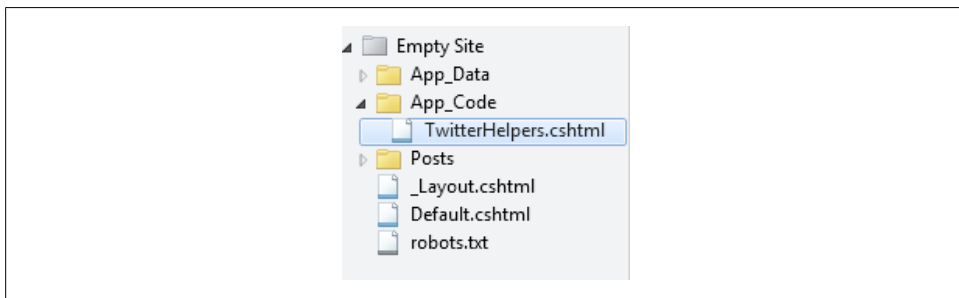 Empty Site
App_Data
App_Code
TwitterHelpers.cshtml
Posts
_Layout.cshtml
Default.cshtml
robots.txt